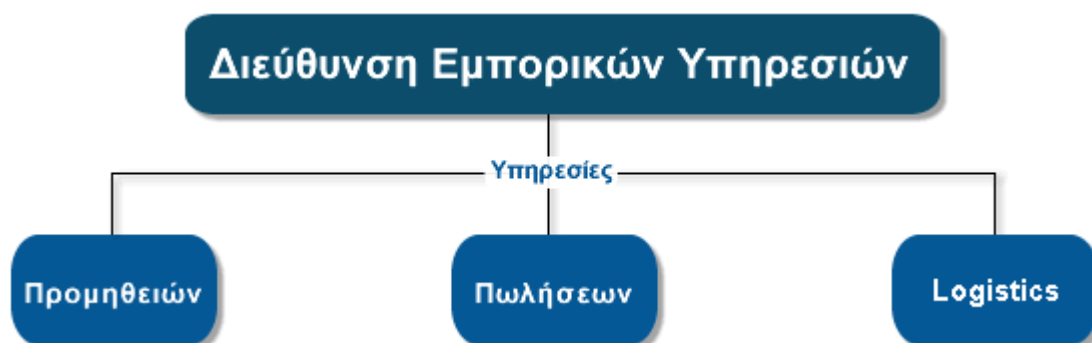 Διεύθυνση Εμπορικών Υπηρεσιών
Υπηρεσίες
Προμηθειών
Πωλήσεων
Logistics